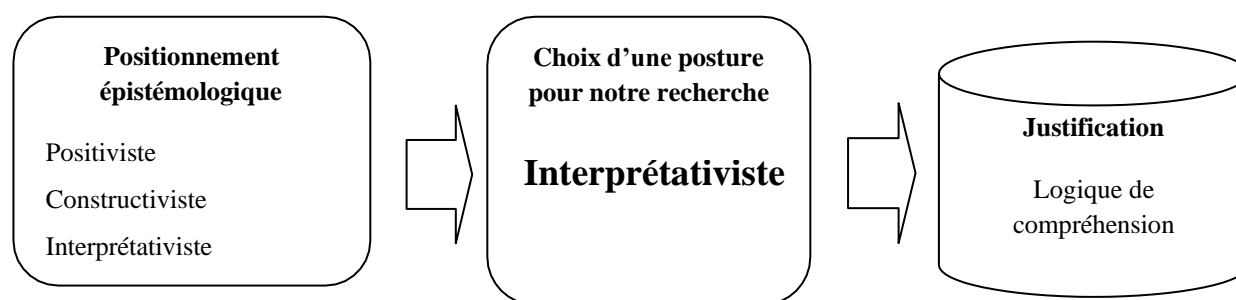 Positionnement
épistémologique
Positiviste
Constructiviste
Interprétativiste
Choix d’une posture
pour notre recherche
Interprétativiste
Justification
Logique de
compréhension